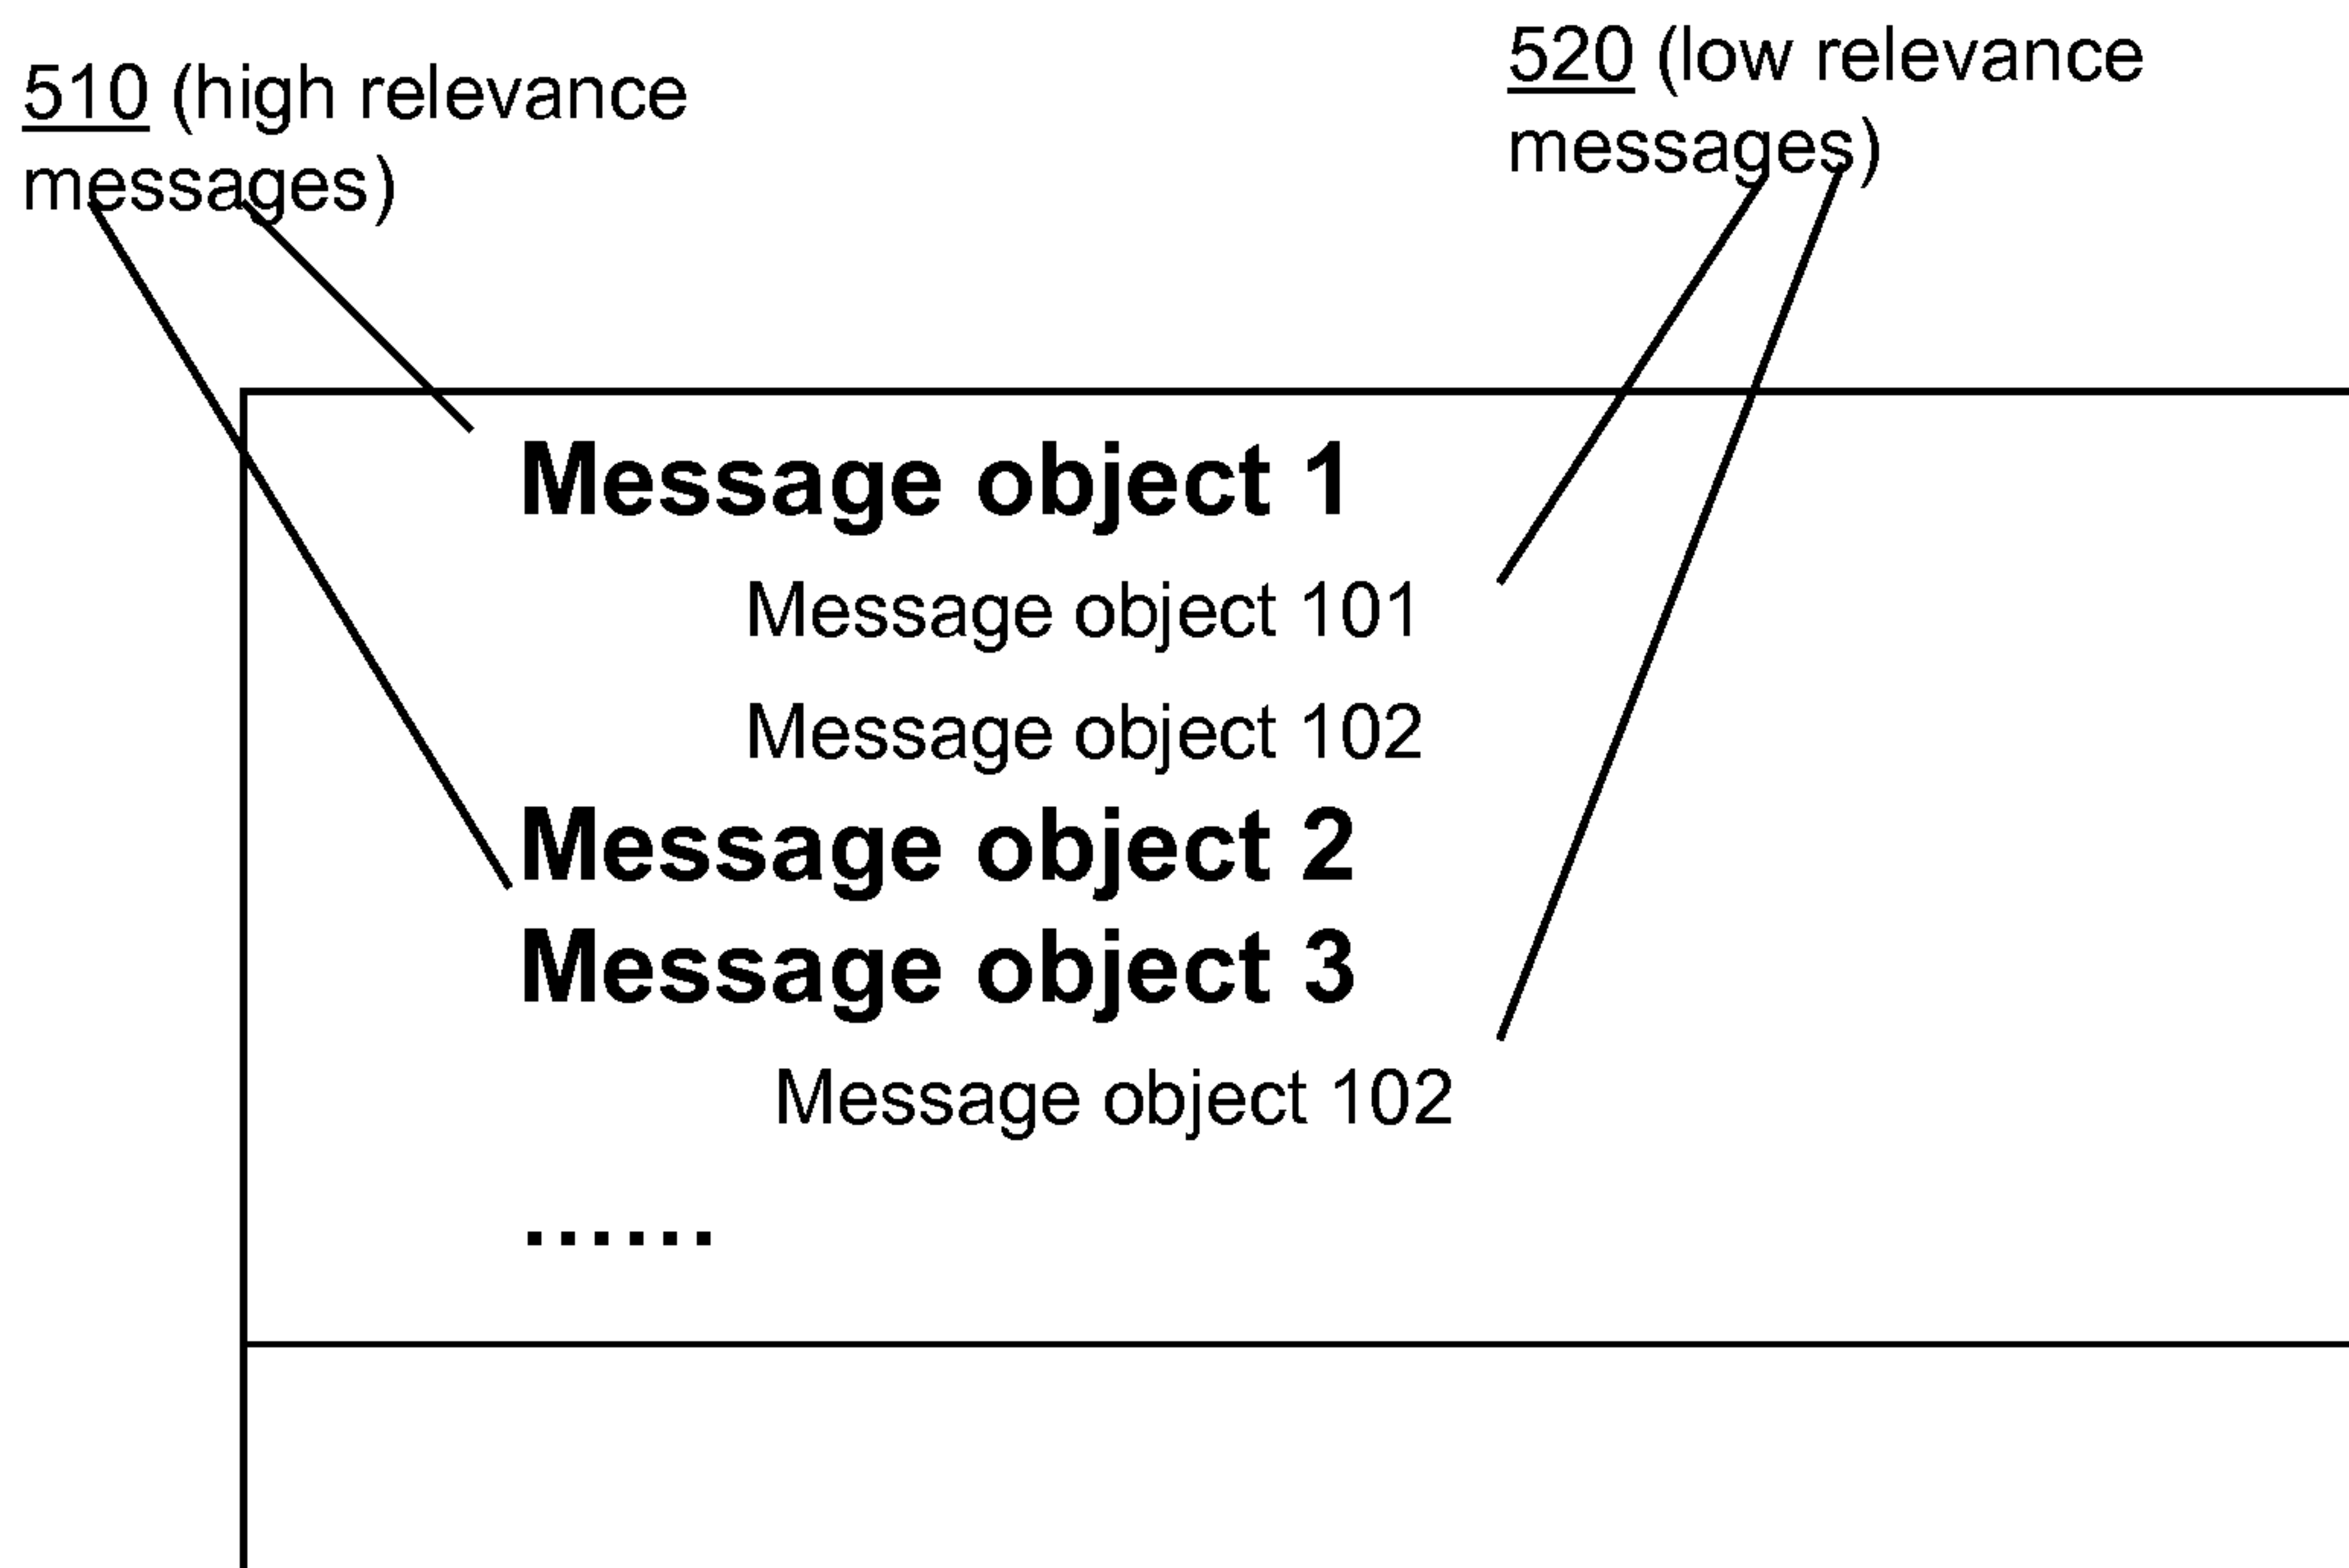 510 (high relevance
messages)
520 (low relevance
messages)
Message object 1
Message object 101
Message object 102
Message object 2
Message object 3
Message object 102
......